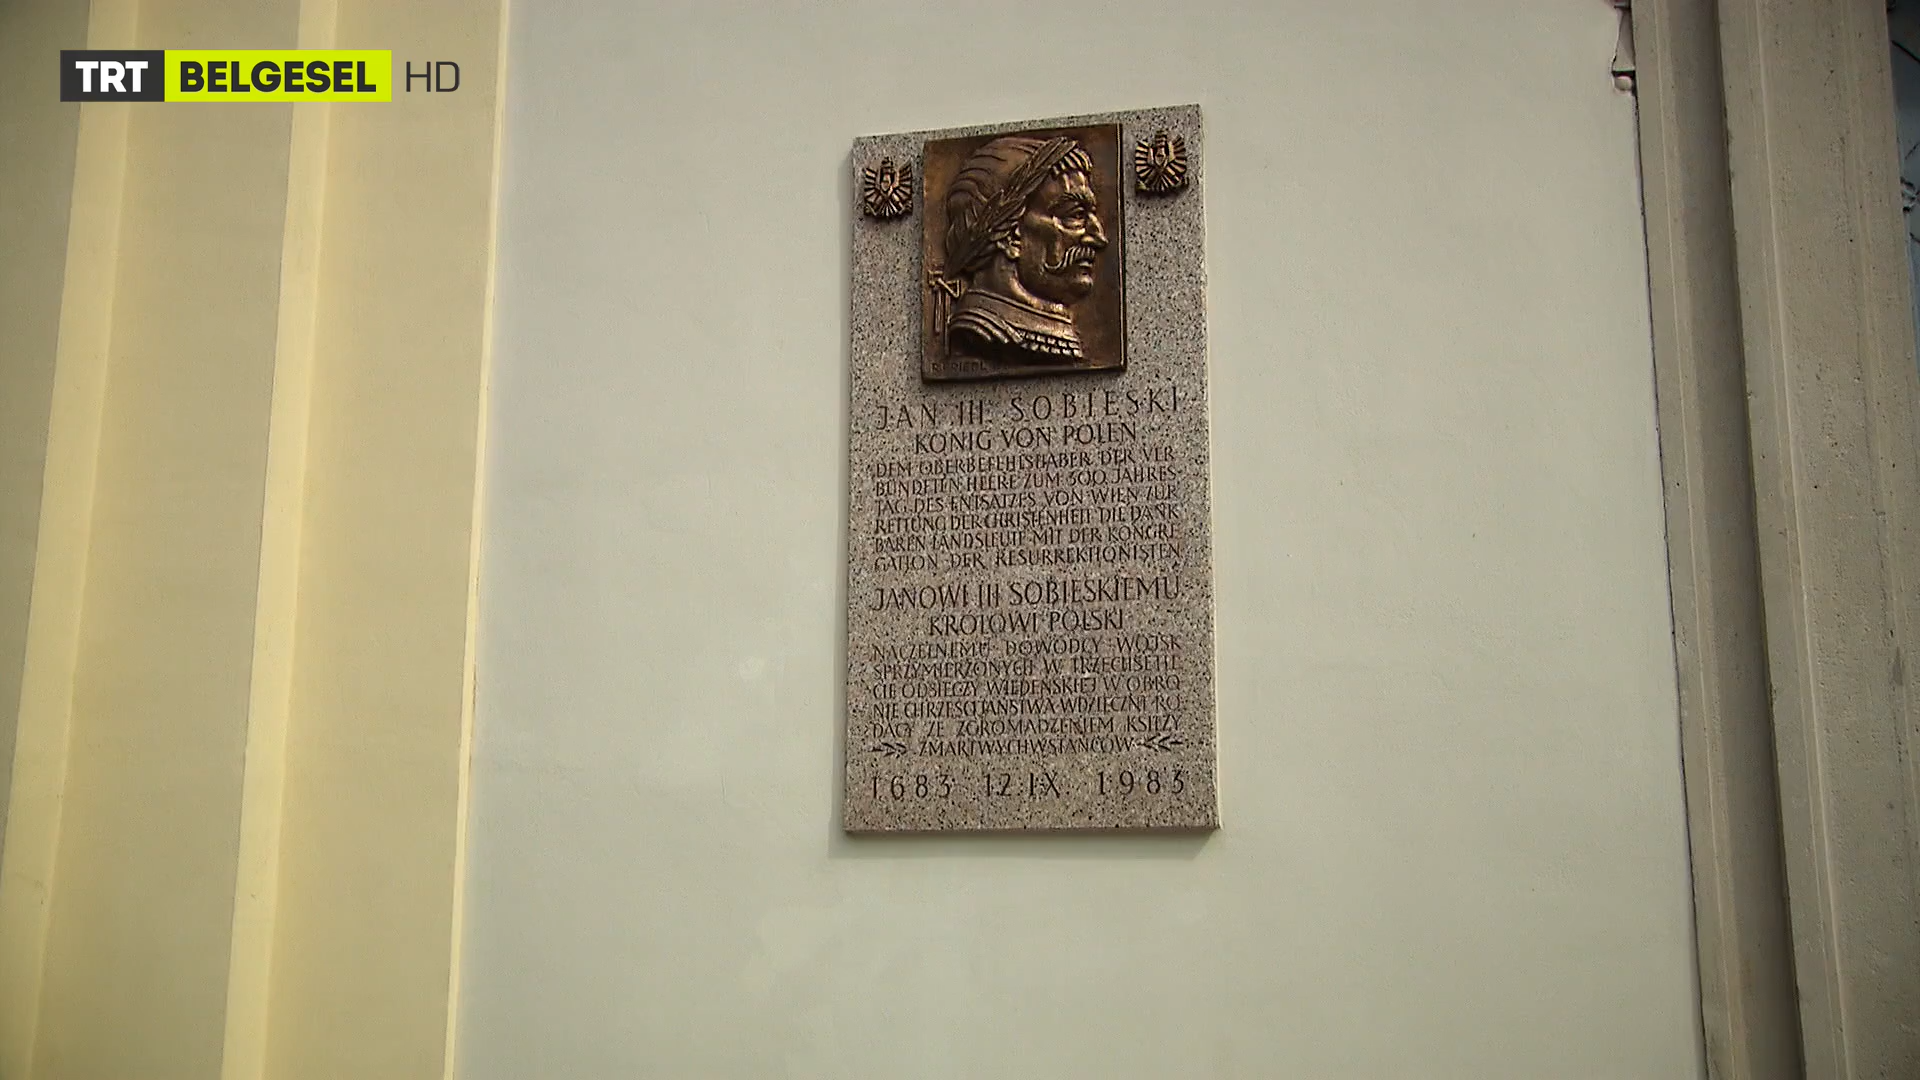 TRT BELGESEL HD
JAN III SOBIESKI
KÖNIG VON POLEN
DEM OBERBEFEHLSHABER DER VER
BÜNDETEN HEERE ZUM 300. JAHRES-
TAG DES ENTSATZES VON WIEN ZUR
RETTUNG DER CHRISTENHEIT DIE DANK
BAREN LANDSLEUTE MIT DER KONGRE
GATION DER RESURREKTIONISTEN
JANOWI III SOBIESKIEMU
KRÓLOWI POLSKI
NACZELNEMU DOWÓDCY WOJSK
SPRZYMIERZONYCH W TRZECHSETLE
CIE ODSIECZY WIEDEŃSKIEJ W OBRO
NIE CHRZEŚCIJAŃSTWA WDZIĘCZNI RO
DACY ZE ZGROMADZENIEM KSIĘŻY
ZMARTWYCHWSTAŃCÓW
1683 12 IX 1983